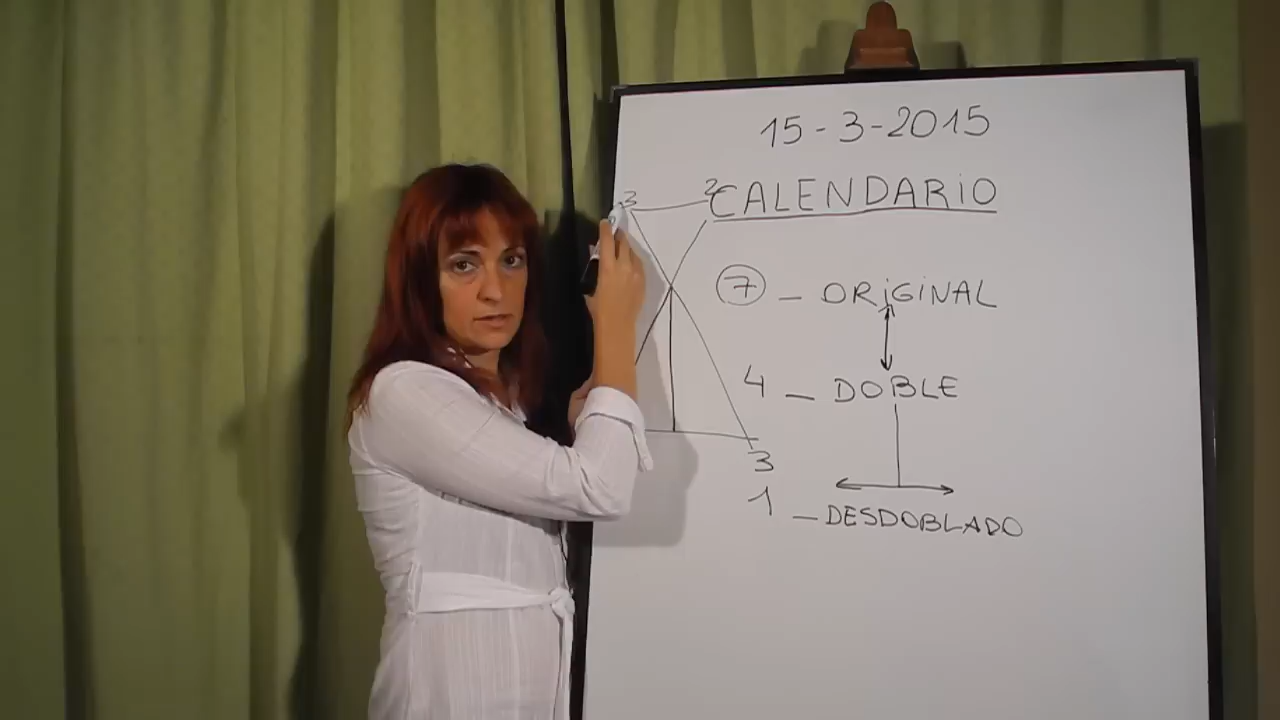 15-3-2015
3 2 CALENDARIO
7 - ORiGiNAL
4 - DOBLE
3
1 - DESDOBLADO